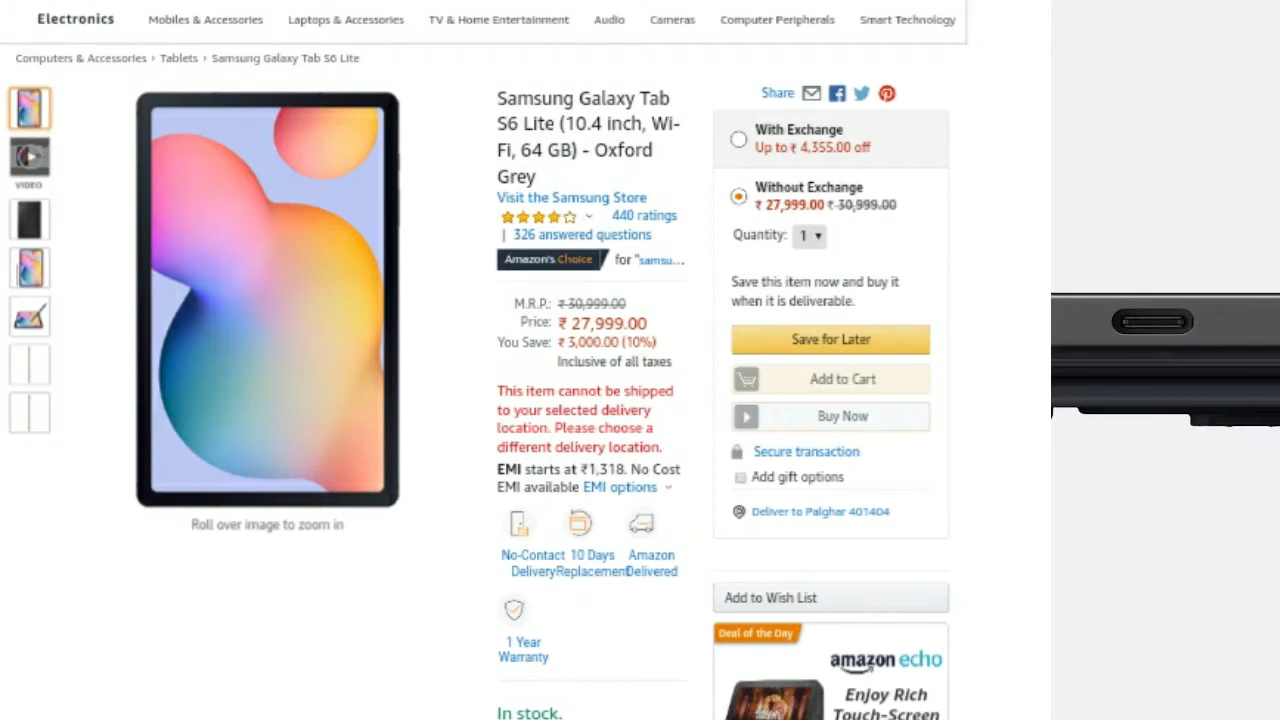 Electronics
Mobiles & Accessories
Laptops & Accessories
TV & Home Entertainment
Audio
Cameras
Computer Peripherals
Smart Technology
Computers & Accessories › Tablets › Samsung Galaxy Tab S6 Lite
VIDEO
Roll over image to zoom in
Samsung Galaxy Tab
S6 Lite (10.4 inch, Wi-
Fi, 64 GB) - Oxford
Grey
Visit the Samsung Store
440 ratings
| 326 answered questions
Amazon's Choice for "samsu...
M.R.P.: ₹ 30,999.00
Price: ₹ 27,999.00
You Save: ₹ 3,000.00 (10%)
Inclusive of all taxes
This item cannot be shipped
to your selected delivery
location. Please choose a
different delivery location.
EMI starts at ₹1,318. No Cost
EMI available EMI options
No-Contact Delivery
10 Days Replacement
Amazon Delivered
1 Year
Warranty
In stock.
Share
With Exchange
Up to ₹ 4,355.00 off
Without Exchange
₹ 27,999.00 ₹ 30,999.00
Quantity: 1
Save this item now and buy it
when it is deliverable.
Save for Later
Add to Cart
Buy Now
Secure transaction
Add gift options
Deliver to Palghar 401404
Add to Wish List
Deal of the Day
amazon echo
Enjoy Rich
Touch-Screen